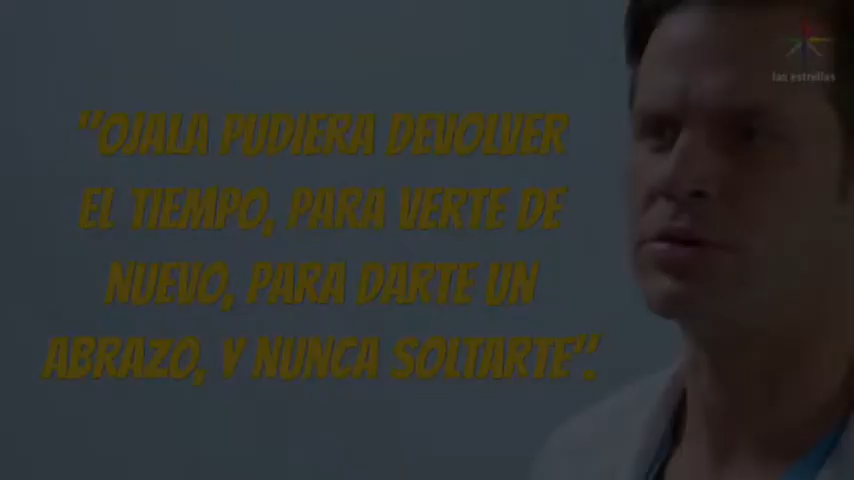 "OJALA PUDIERA DEVOLVER
EL TIEMPO, PARA VERTE DE
NUEVO, PARA DARTE UN
ABRAZO, Y NUNCA SOLTARTE".
las estrellas